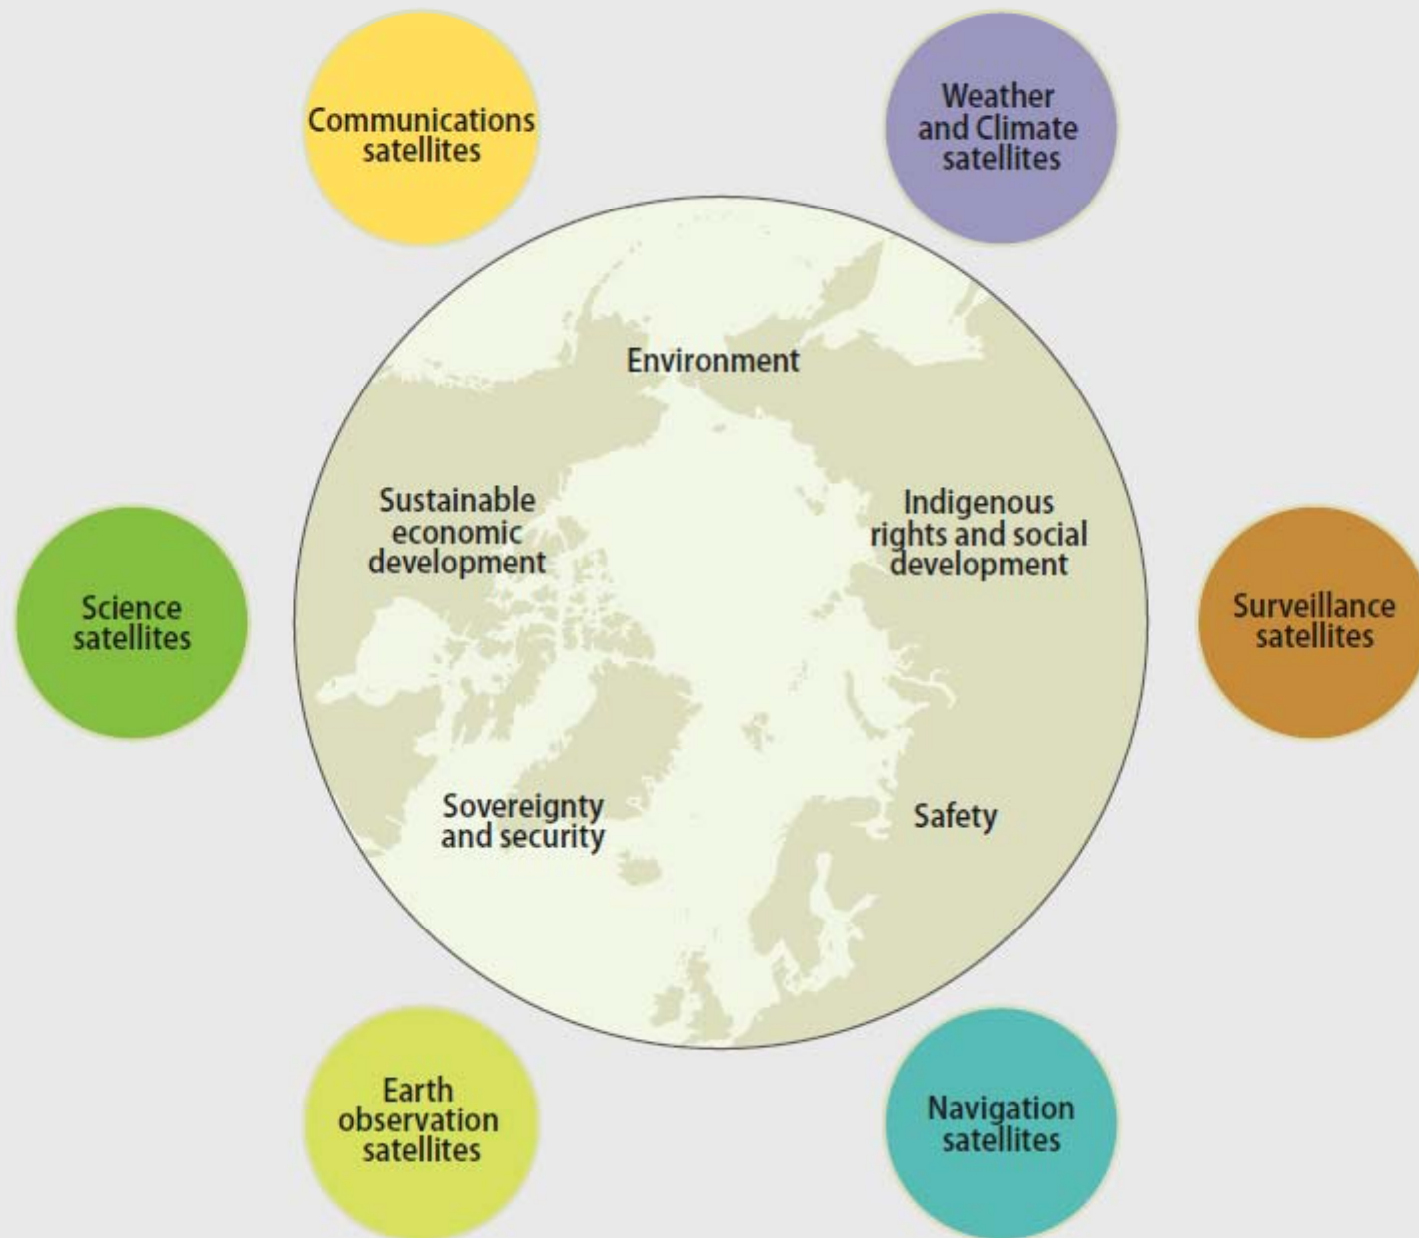 Communications
satellites
Weather
and Climate
satellites
Environment
Sustainable
economic
development
Indigenous
rights and social
development
Science
satellites
Surveillance
satellites
Sovereignty
and security
Safety
Earth
observation
satellites
Navigation
satellites